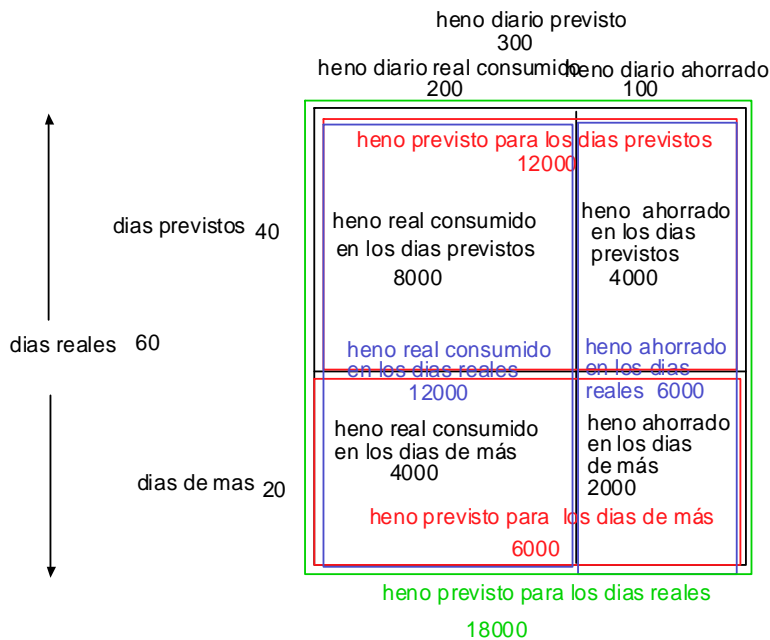 heno diario previsto
300
heno diario real consumido heno diario ahorrado
200 100
heno previsto para los dias previstos
12000
dias previstos 40
heno real consumido
en los dias previstos
8000
heno ahorrado
en los dias
previstos
4000
dias reales 60
heno real consumido
en los dias reales
12000
heno ahorrado
en los dias
reales 6000
dias de mas 20
heno real consumido
en los dias de más
4000
heno ahorrado
en los dias
de más
2000
heno previsto para los dias de más
6000
heno previsto para los dias reales
18000